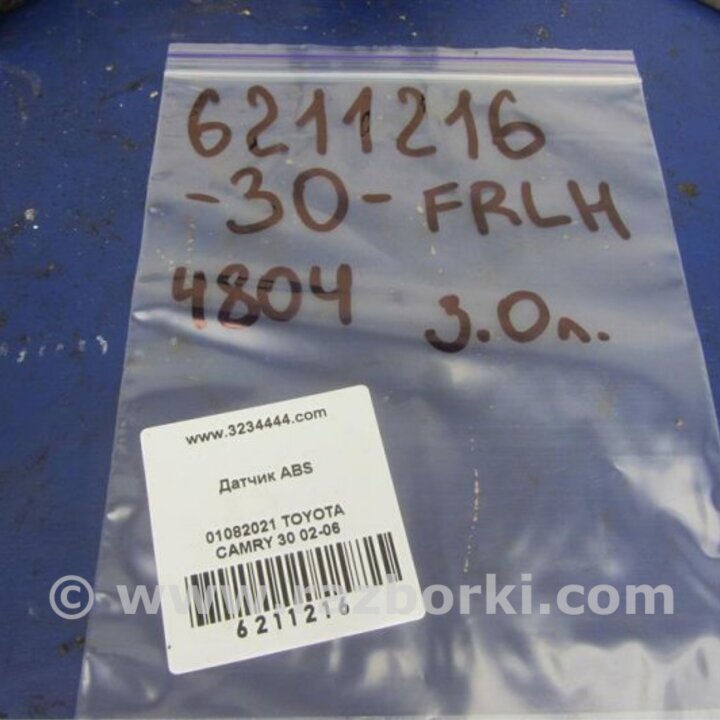 6211216
-30- FRLH
4804 3.0л.
www.3234444.com
Датчик ABS
01082021 TOYOTA
CAMRY 30 02-06
6211216
© www.razborki.com